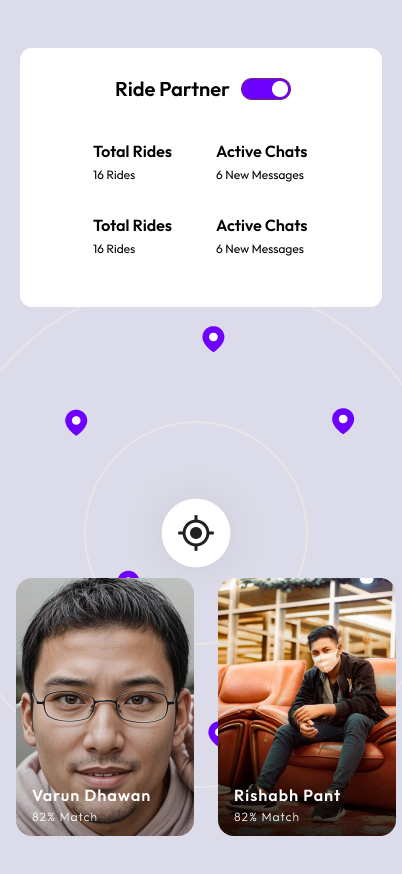 Ride Partner
Total Rides
Active Chats
16 Rides
6 New Messages
Total Rides
Active Chats
16 Rides
6 New Messages
Varun Dhawan
82% Match
Rishabh Pant
82% Match